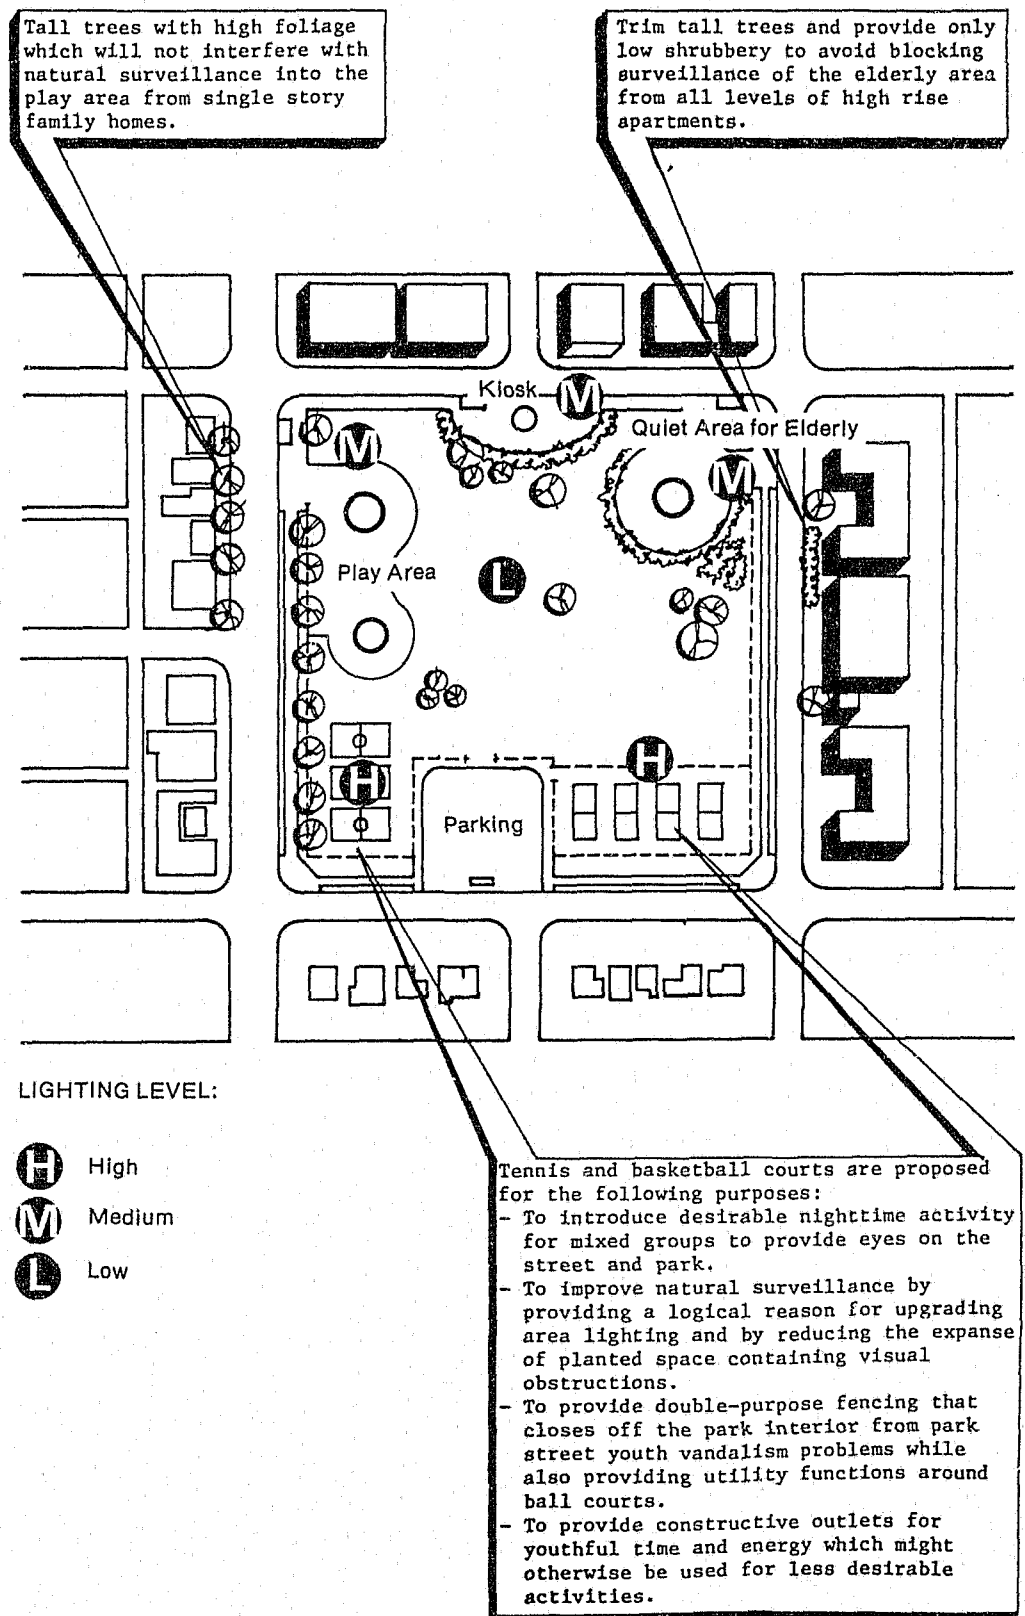 Tall trees with high foliage
which will not interfere with
natural surveillance into the
play area from single story
family homes.
Trim tall trees and provide only
low shrubbery to avoid blocking
surveillance of the elderly area
from all levels of high rise
apartments.
Kiosk
M
Quiet Area for Elderly
M
M
Play Area
L
H
H
Parking
LIGHTING LEVEL:
H High
M Medium
L Low
Tennis and basketball courts are proposed
for the following purposes:
- To introduce desirable nighttime activity
for mixed groups to provide eyes on the
street and park.
- To improve natural surveillance by
providing a logical reason for upgrading
area lighting and by reducing the expanse
of planted space containing visual
obstructions.
- To provide double-purpose fencing that
closes off the park interior from park
street youth vandalism problems while
also providing utility functions around
ball courts.
- To provide constructive outlets for
youthful time and energy which might
otherwise be used for less desirable
activities.